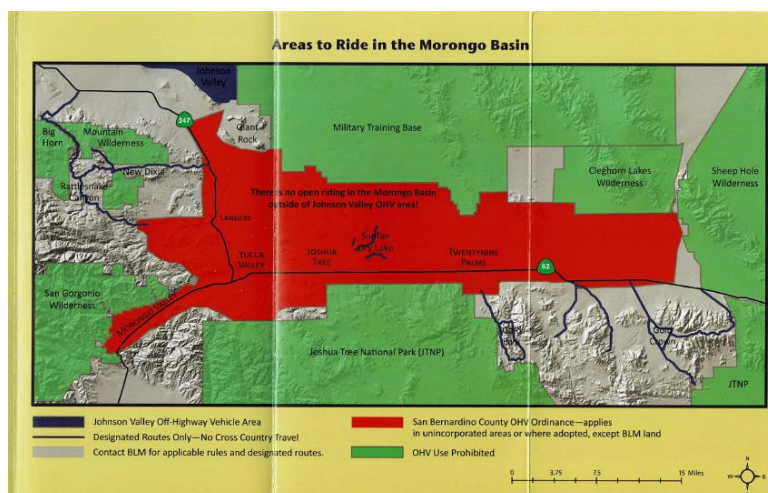 Areas to Ride in the Morongo Basin
Johnson
Valley
247
Giant
Rock
Military Training Base
Big
Horn
Mountain
Wilderness
New Dixie
Rattlesnake
Canyon
Cleghorn Lakes
Wilderness
Sheep Hole
Wilderness
There is no open riding in the Morongo Basin
outside of Johnson Valley OHV area!
LANDERS
Sunfair
Dry Lake
YUCCA
VALLEY
JOSHUA
TREE
TWENTYNINE
PALMS
62
San Gorgonio
Wilderness
MORONGO VALLEY
Joshua Tree National Park (JTNP)
Gold
Park
Gold
Crown
JTNP
Johnson Valley Off-Highway Vehicle Area
Designated Routes Only—No Cross Country Travel
Contact BLM for applicable rules and designated routes.
San Bernardino County OHV Ordinance—applies
in unincorporated areas or where adopted, except BLM land
OHV Use Prohibited
0 3.75 7.5 15 Miles
N
W E
S